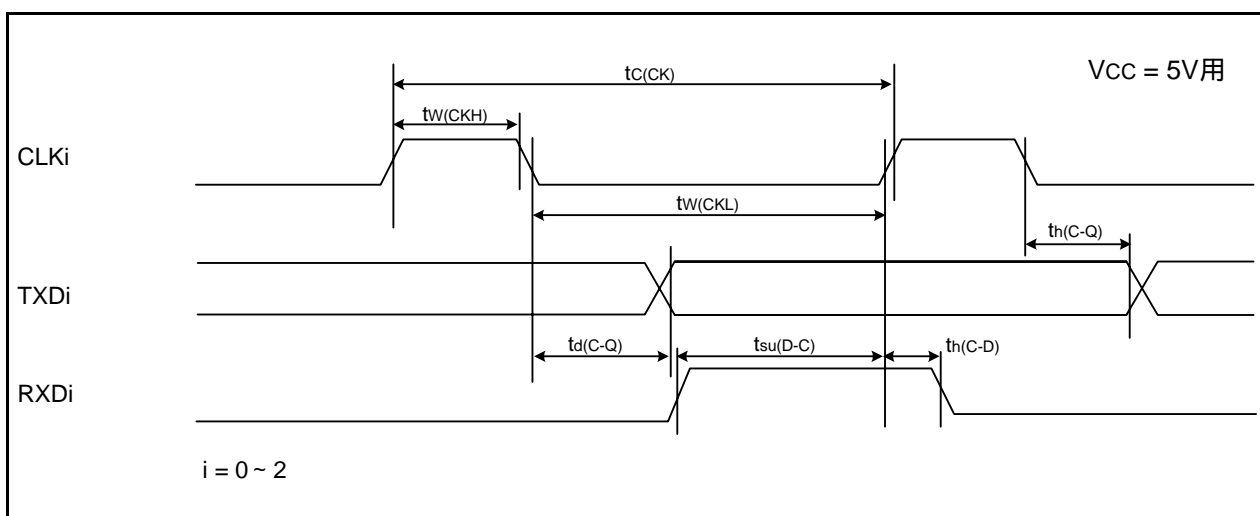 VCC = 5V用
tC(CK)
tW(CKH)
CLKi
tW(CKL)
th(C-Q)
TXDi
td(C-Q)
tsu(D-C)
th(C-D)
RXDi
i = 0 ~ 2